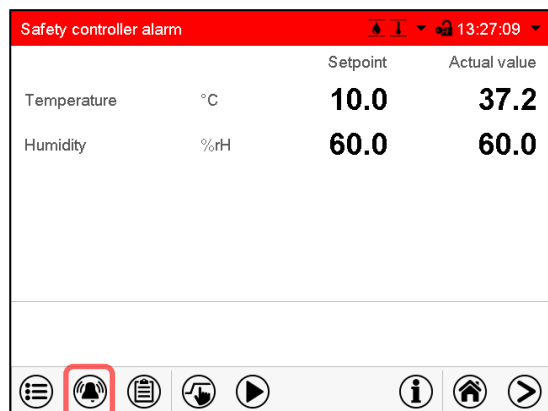 Safety controller alarm 13:27:09
Setpoint Actual value
Temperature °C 10.0 37.2
Humidity %rH 60.0 60.0